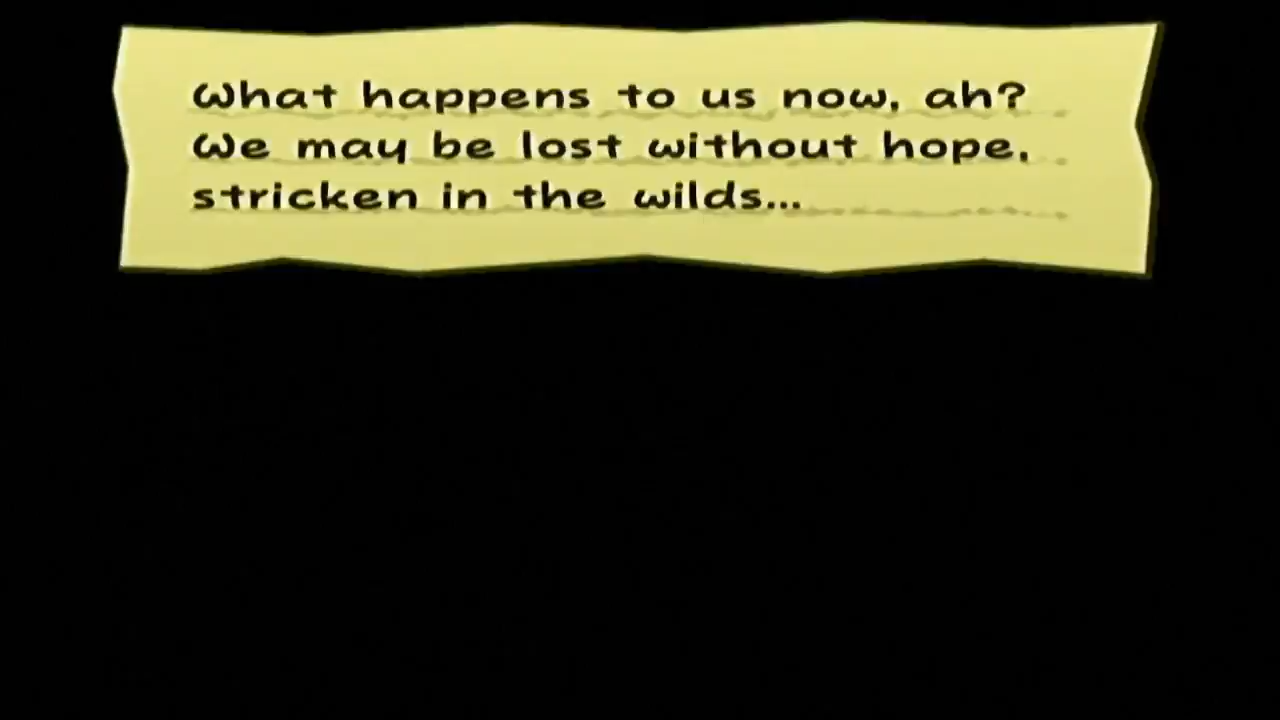 What happens to us now, ah?
We may be lost without hope,
stricken in the wilds...